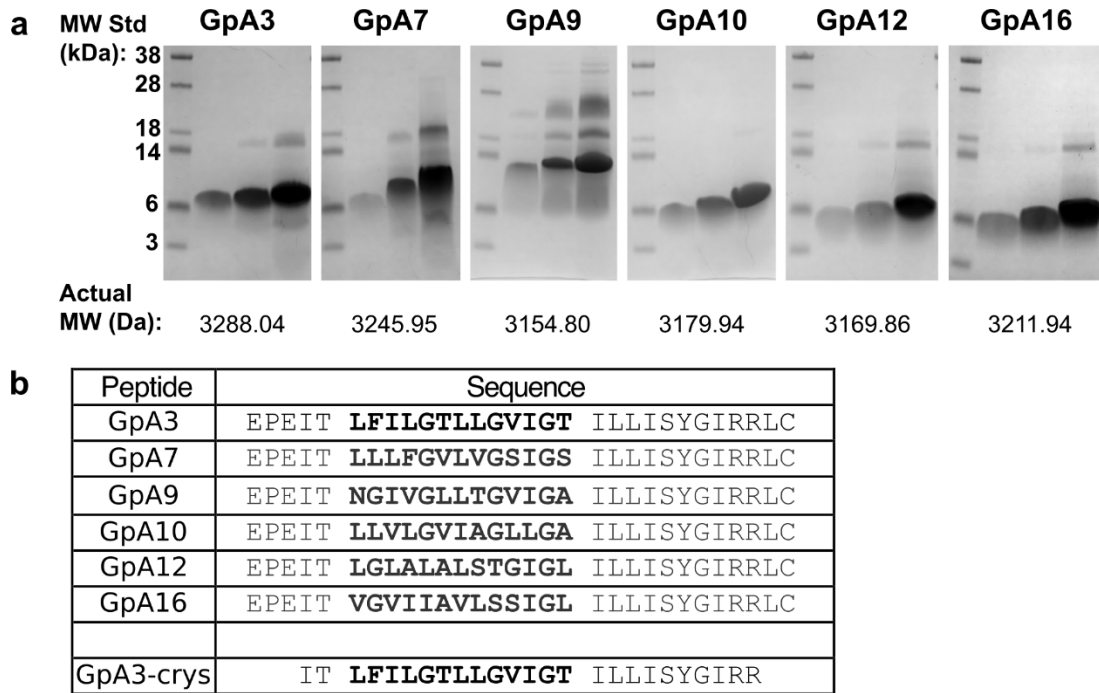 a MW Std (kDa): GpA3 GpA7 GpA9 GpA10 GpA12 GpA16
38
28
18
14
6
3
Actual
MW (Da): 3288.04 3245.95 3154.80 3179.94 3169.86 3211.94
b
Peptide Sequence
GpA3 EPEIT LFILGTLLGVIGT ILLISYGIRRLC
GpA7 EPEIT LLLFGVLVGSIGS ILLISYGIRRLC
GpA9 EPEIT NGIVGLLTGVIGA ILLISYGIRRLC
GpA10 EPEIT LLVLGVIAGLLGA ILLISYGIRRLC
GpA12 EPEIT LGLALALSTGIGL ILLISYGIRRLC
GpA16 EPEIT VGVIIAVLSSIGL ILLISYGIRRLC
GpA3-crys IT LFILGTLLGVIGT ILLISYGIRR